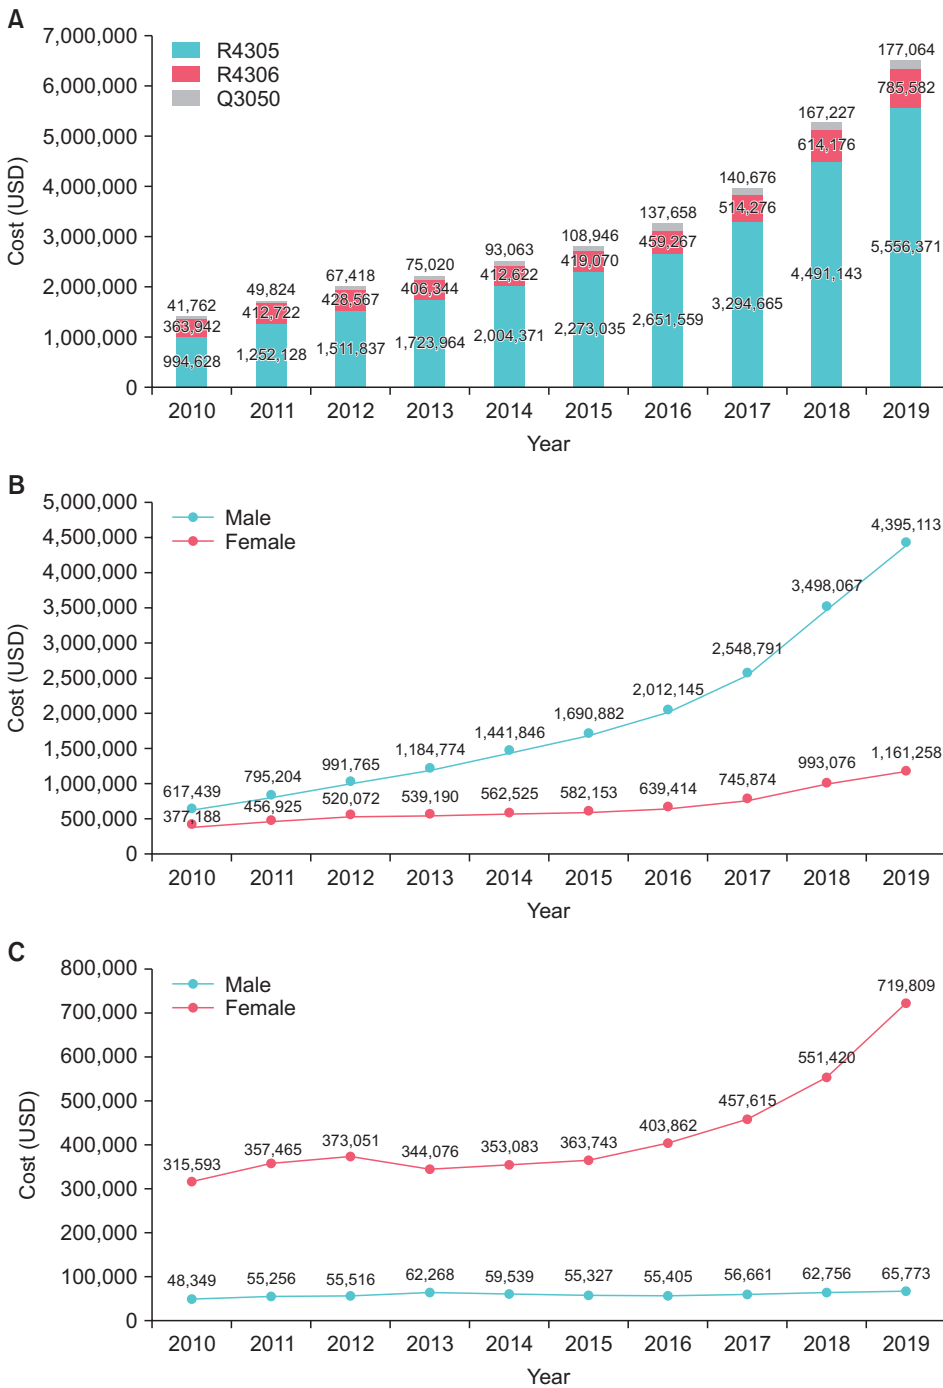 A
7,000,000
6,000,000
5,000,000
4,000,000
3,000,000
2,000,000
1,000,000
0
Cost (USD)
R4305
R4306
Q3050
41,762
363,942
994,628
49,824
412,722
1,252,128
67,418
428,567
1,511,837
75,020
406,344
1,723,964
93,063
412,622
2,004,371
108,946
419,070
2,273,035
137,658
459,267
2,651,559
140,676
514,276
3,294,665
167,227
614,176
4,491,143
177,064
785,582
5,556,371
2010 2011 2012 2013 2014 2015 2016 2017 2018 2019
Year
B
5,000,000
4,500,000
4,000,000
3,500,000
3,000,000
2,500,000
2,000,000
1,500,000
1,000,000
500,000
0
Cost (USD)
Male
Female
617,439 795,204 991,765 1,184,774 1,441,846 1,690,882 2,012,145 2,548,791 3,498,067 4,395,113
377,188 456,925 520,072 539,190 562,525 582,153 639,414 745,874 993,076 1,161,258
2010 2011 2012 2013 2014 2015 2016 2017 2018 2019
Year
C
800,000
700,000
600,000
500,000
400,000
300,000
200,000
100,000
0
Cost (USD)
Male
Female
315,593 357,465 373,051 344,076 353,083 363,743 403,862 457,615 551,420 719,809
48,349 55,256 55,516 62,268 59,539 55,327 55,405 56,661 62,756 65,773
2010 2011 2012 2013 2014 2015 2016 2017 2018 2019
Year